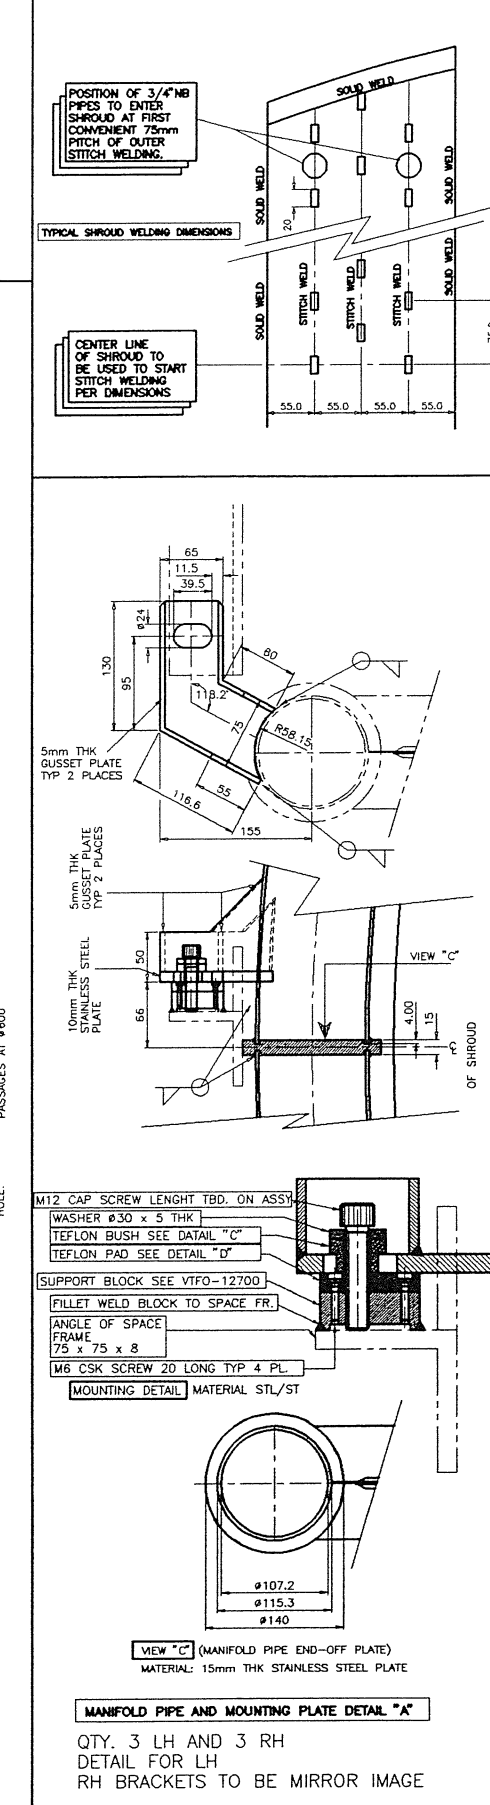 POSITION OF 3/4"NB
PIPES TO ENTER
SHROUD AT FIRST
CONVENIENT 75mm
PITCH OF OUTER
STITCH WELDING.
SOLID WELD
SOLID WELD
SOLID WELD
20
TYPICAL SHROUD WELDING DIMENSIONS
SOLID WELD
STITCH WELD
STITCH WELD
STITCH WELD
SOLID WELD
CENTER LINE
OF SHROUD TO
BE USED TO START
STITCH WELDING
PER DIMENSIONS
55.0
55.0
55.0
55.0
65
11.5
39.5
ø24
130
95
118.2°
80
75
R58.15
5mm THK
GUSSET PLATE
TYP 2 PLACES
55
116.6
155
5mm THK
GUSSET PLATE
TYP 2 PLACES
10mm THK
STAINLESS STEEL
PLATE
50
66
VIEW "C"
4.00
15
OF SHROUD
PASSAGES AT ø600
HOLE.
M12 CAP SCREW LENGHT TBD. ON ASSY
WASHER ø30 x 5 THK
TEFLON BUSH SEE DATAIL "C"
TEFLON PAD SEE DETAIL "D"
SUPPORT BLOCK SEE VTFO-12700
FILLET WELD BLOCK TO SPACE FR.
ANGLE OF SPACE
FRAME
75 x 75 x 8
M6 CSK SCREW 20 LONG TYP 4 PL.
MOUNTING DETAIL MATERIAL STL/ST
ø107.2
ø115.3
ø140
VIEW "C" (MANIFOLD PIPE END-OFF PLATE)
MATERIAL: 15mm THK STAINLESS STEEL PLATE
MANIFOLD PIPE AND MOUNTING PLATE DETAIL "A"
QTY. 3 LH AND 3 RH
DETAIL FOR LH
RH BRACKETS TO BE MIRROR IMAGE